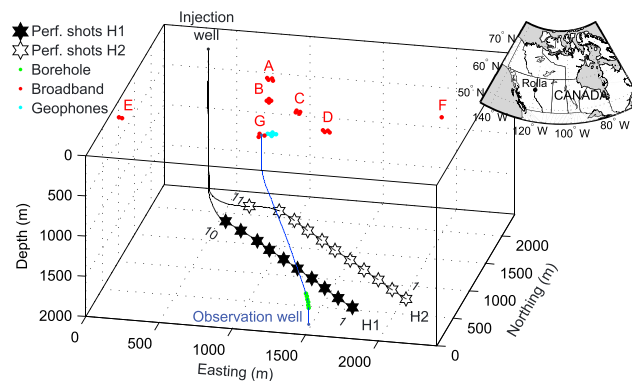 Injection
well
Perf. shots H1
Perf. shots H2
Borehole
Broadband
Geophones
A
B
C
D
E
F
G
70° N
60° N
50° N
Rolla
CANADA
140° W
120° W
100° W
80° W
0
500
1000
1500
2000
Depth (m)
11
10
1
1
H1
H2
Observation well
0
500
1000
1500
2000
Easting (m)
0
500
1000
1500
2000
Northing (m)